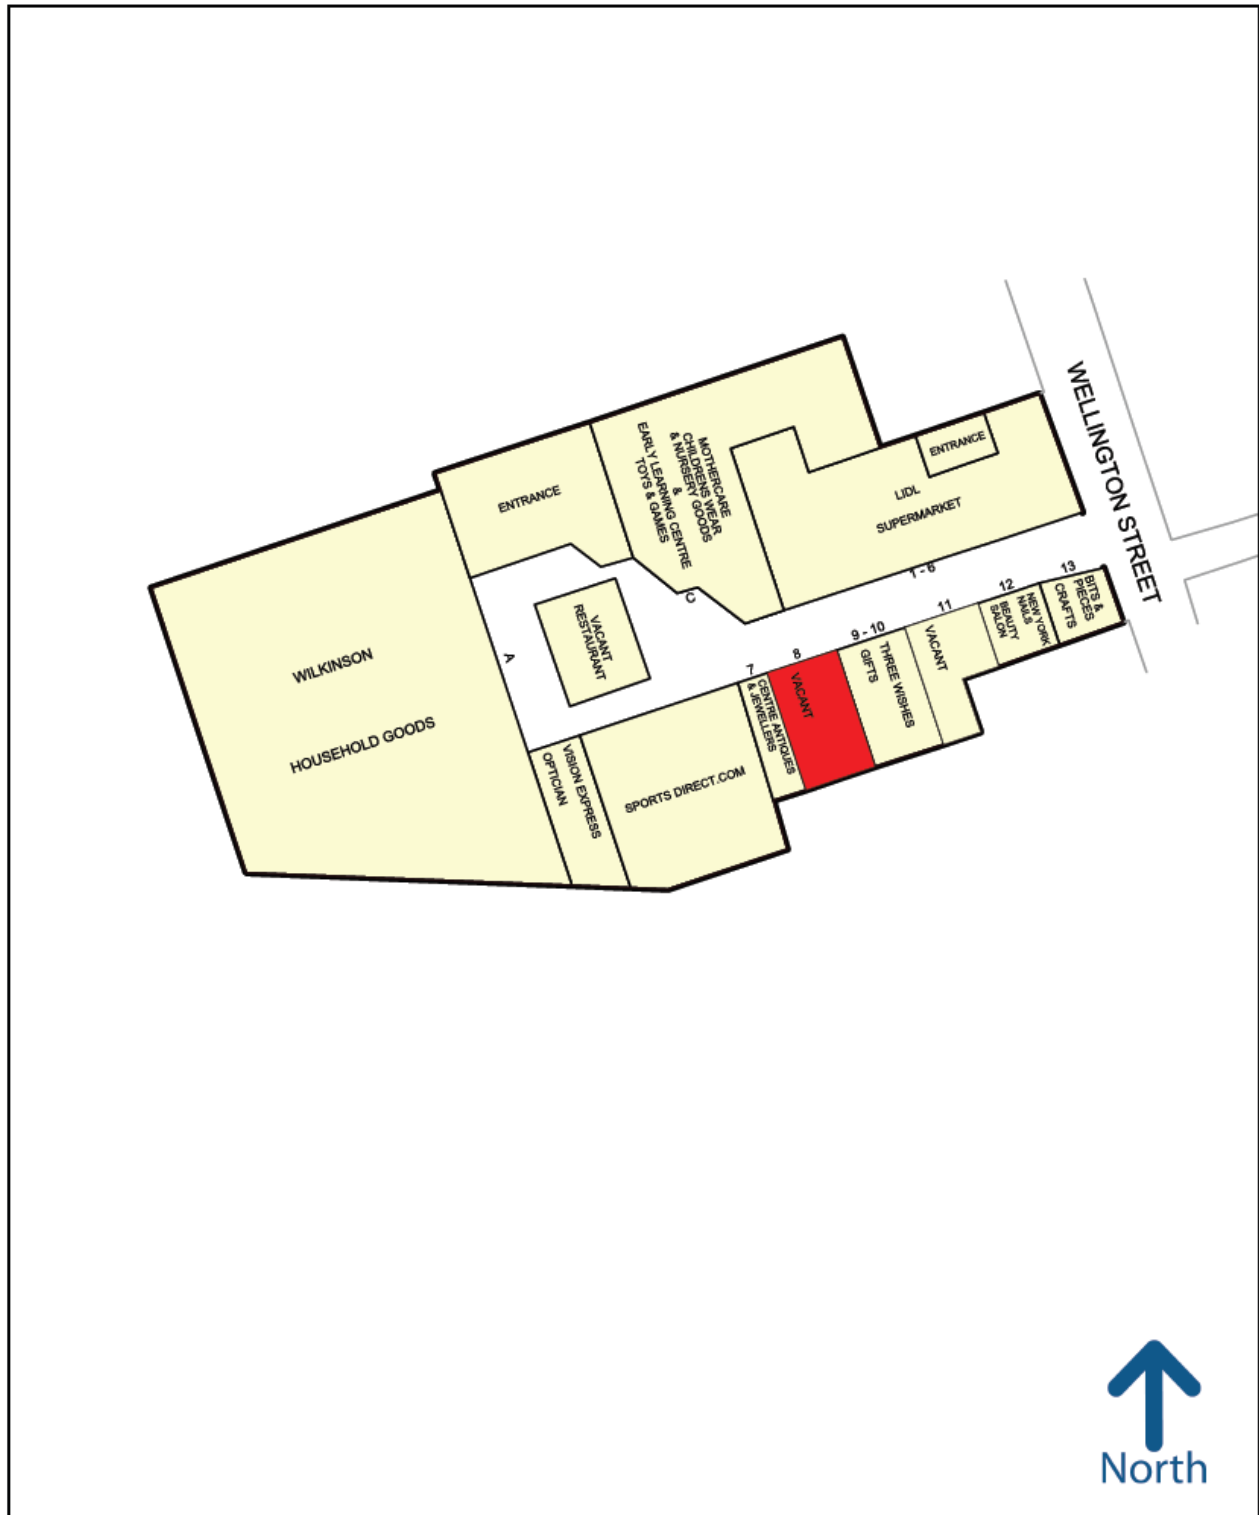 WELLINGTON STREET
ENTRANCE
LIDL
SUPERMARKET
1 - 6
MOTHERCARE
CHILDRENS WEAR
& NURSERY GOODS
&
EARLY LEARNING CENTRE
TOYS & GAMES
C
ENTRANCE
WILKINSON
HOUSEHOLD GOODS
A
VACANT
RESTAURANT
VISION EXPRESS
OPTICIAN
SPORTS DIRECT.COM
7
CENTRE ANTIQUES
& JEWELLERS
8
VACANT
9 - 10
THREE WISHES
GIFTS
11
VACANT
12
NEW YORK
NAILS
BEAUTY
SALON
13
BITS &
PIECES
CRAFTS
North